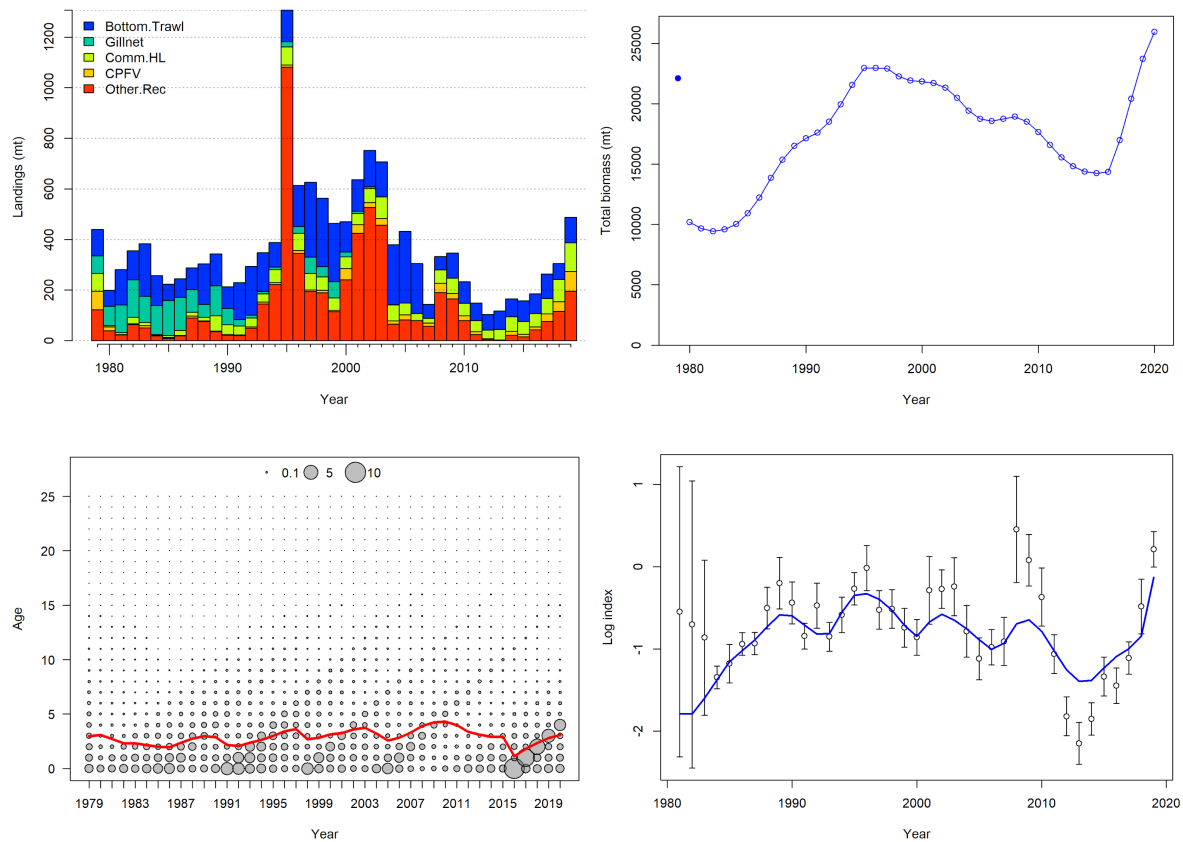 Bottom.Trawl
Gillnet
Comm.HL
CPFV
Other.Rec
Landings (mt)
0 200 400 600 800 1000 1200
1980 1990 2000 2010
Year
Total biomass (mt)
0 5000 10000 15000 20000 25000
1980 1990 2000 2010 2020
Year
0.1 5 10
Age
0 5 10 15 20 25
1979 1983 1987 1991 1995 1999 2003 2007 2011 2015 2019
Year
Log index
-2 -1 0 1
1980 1990 2000 2010 2020
Year